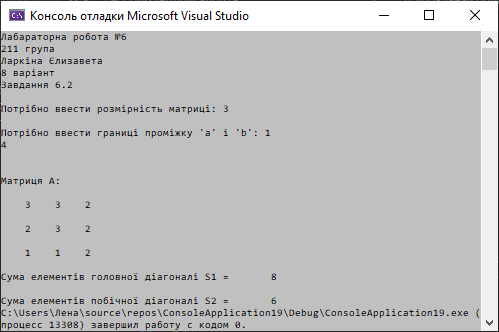 Консоль отладки Microsoft Visual Studio
Лабараторна робота №6
211 група
Ларкіна Єлизавета
8 варіант
Завдання 6.2
Потрібно ввести розмірність матриці: 3
Потрібно ввести границі проміжку 'a' і 'b': 1
4
Матриця А:
3 3 2
2 3 2
1 1 2
Сума елементів головної діагоналі S1 = 8
Сума елементів побічної діагоналі S2 = 6
C:\Users\Лена\source\repos\ConsoleApplication19\Debug\ConsoleApplication19.exe (
процесс 13308) завершил работу с кодом 0.